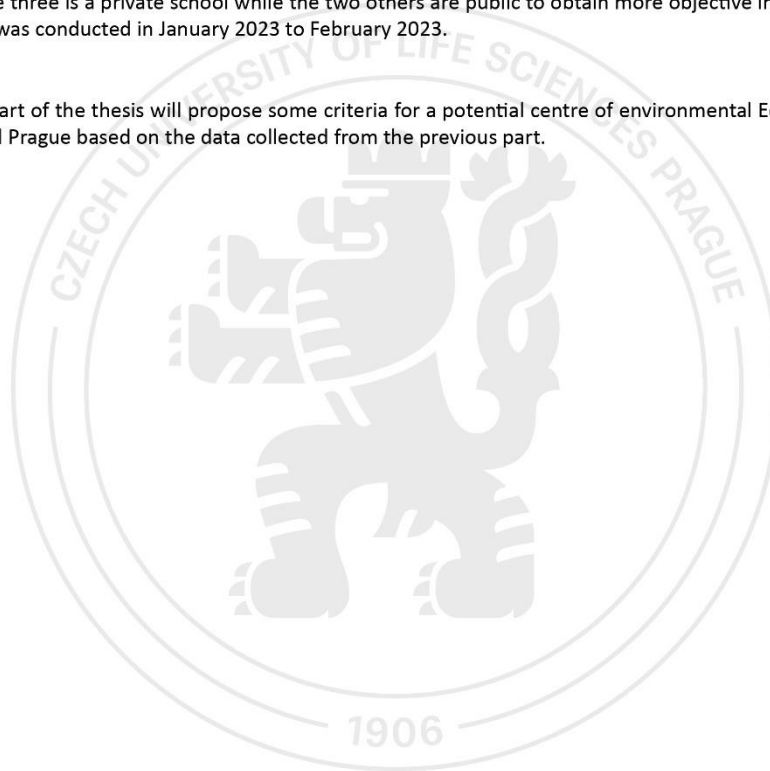 three is a private school while the two others are public to obtain more objective
was conducted in January 2023 to February 2023.
art of the thesis will propose some criteria for a potential centre of environmental
Prague based on the data collected from the previous part.
CZECH UNIVERSITY OF LIFE SCIENCES PRAGUE
1906